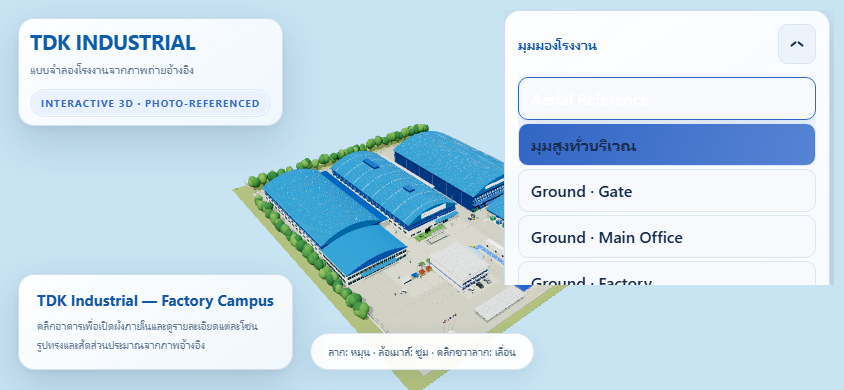 TDK INDUSTRIAL
แบบจำลองโรงงานจากภาพถ่ายอ้างอิง
INTERACTIVE 3D · PHOTO-REFERENCED
มุมมองโรงงาน
Aerial Reference
มุมสูงทั่วบริเวณ
Ground · Gate
Ground · Main Office
Ground · Factory
TDK Industrial — Factory Campus
คลิกอาคารเพื่อเปิดผังภายในและดูรายละเอียดแต่ละโซน
รูปทรงและสัดส่วนประมาณจากภาพอ้างอิง
ลาก: หมุน · ล้อเมาส์: ซูม · คลิกขวาลาก: เลื่อน